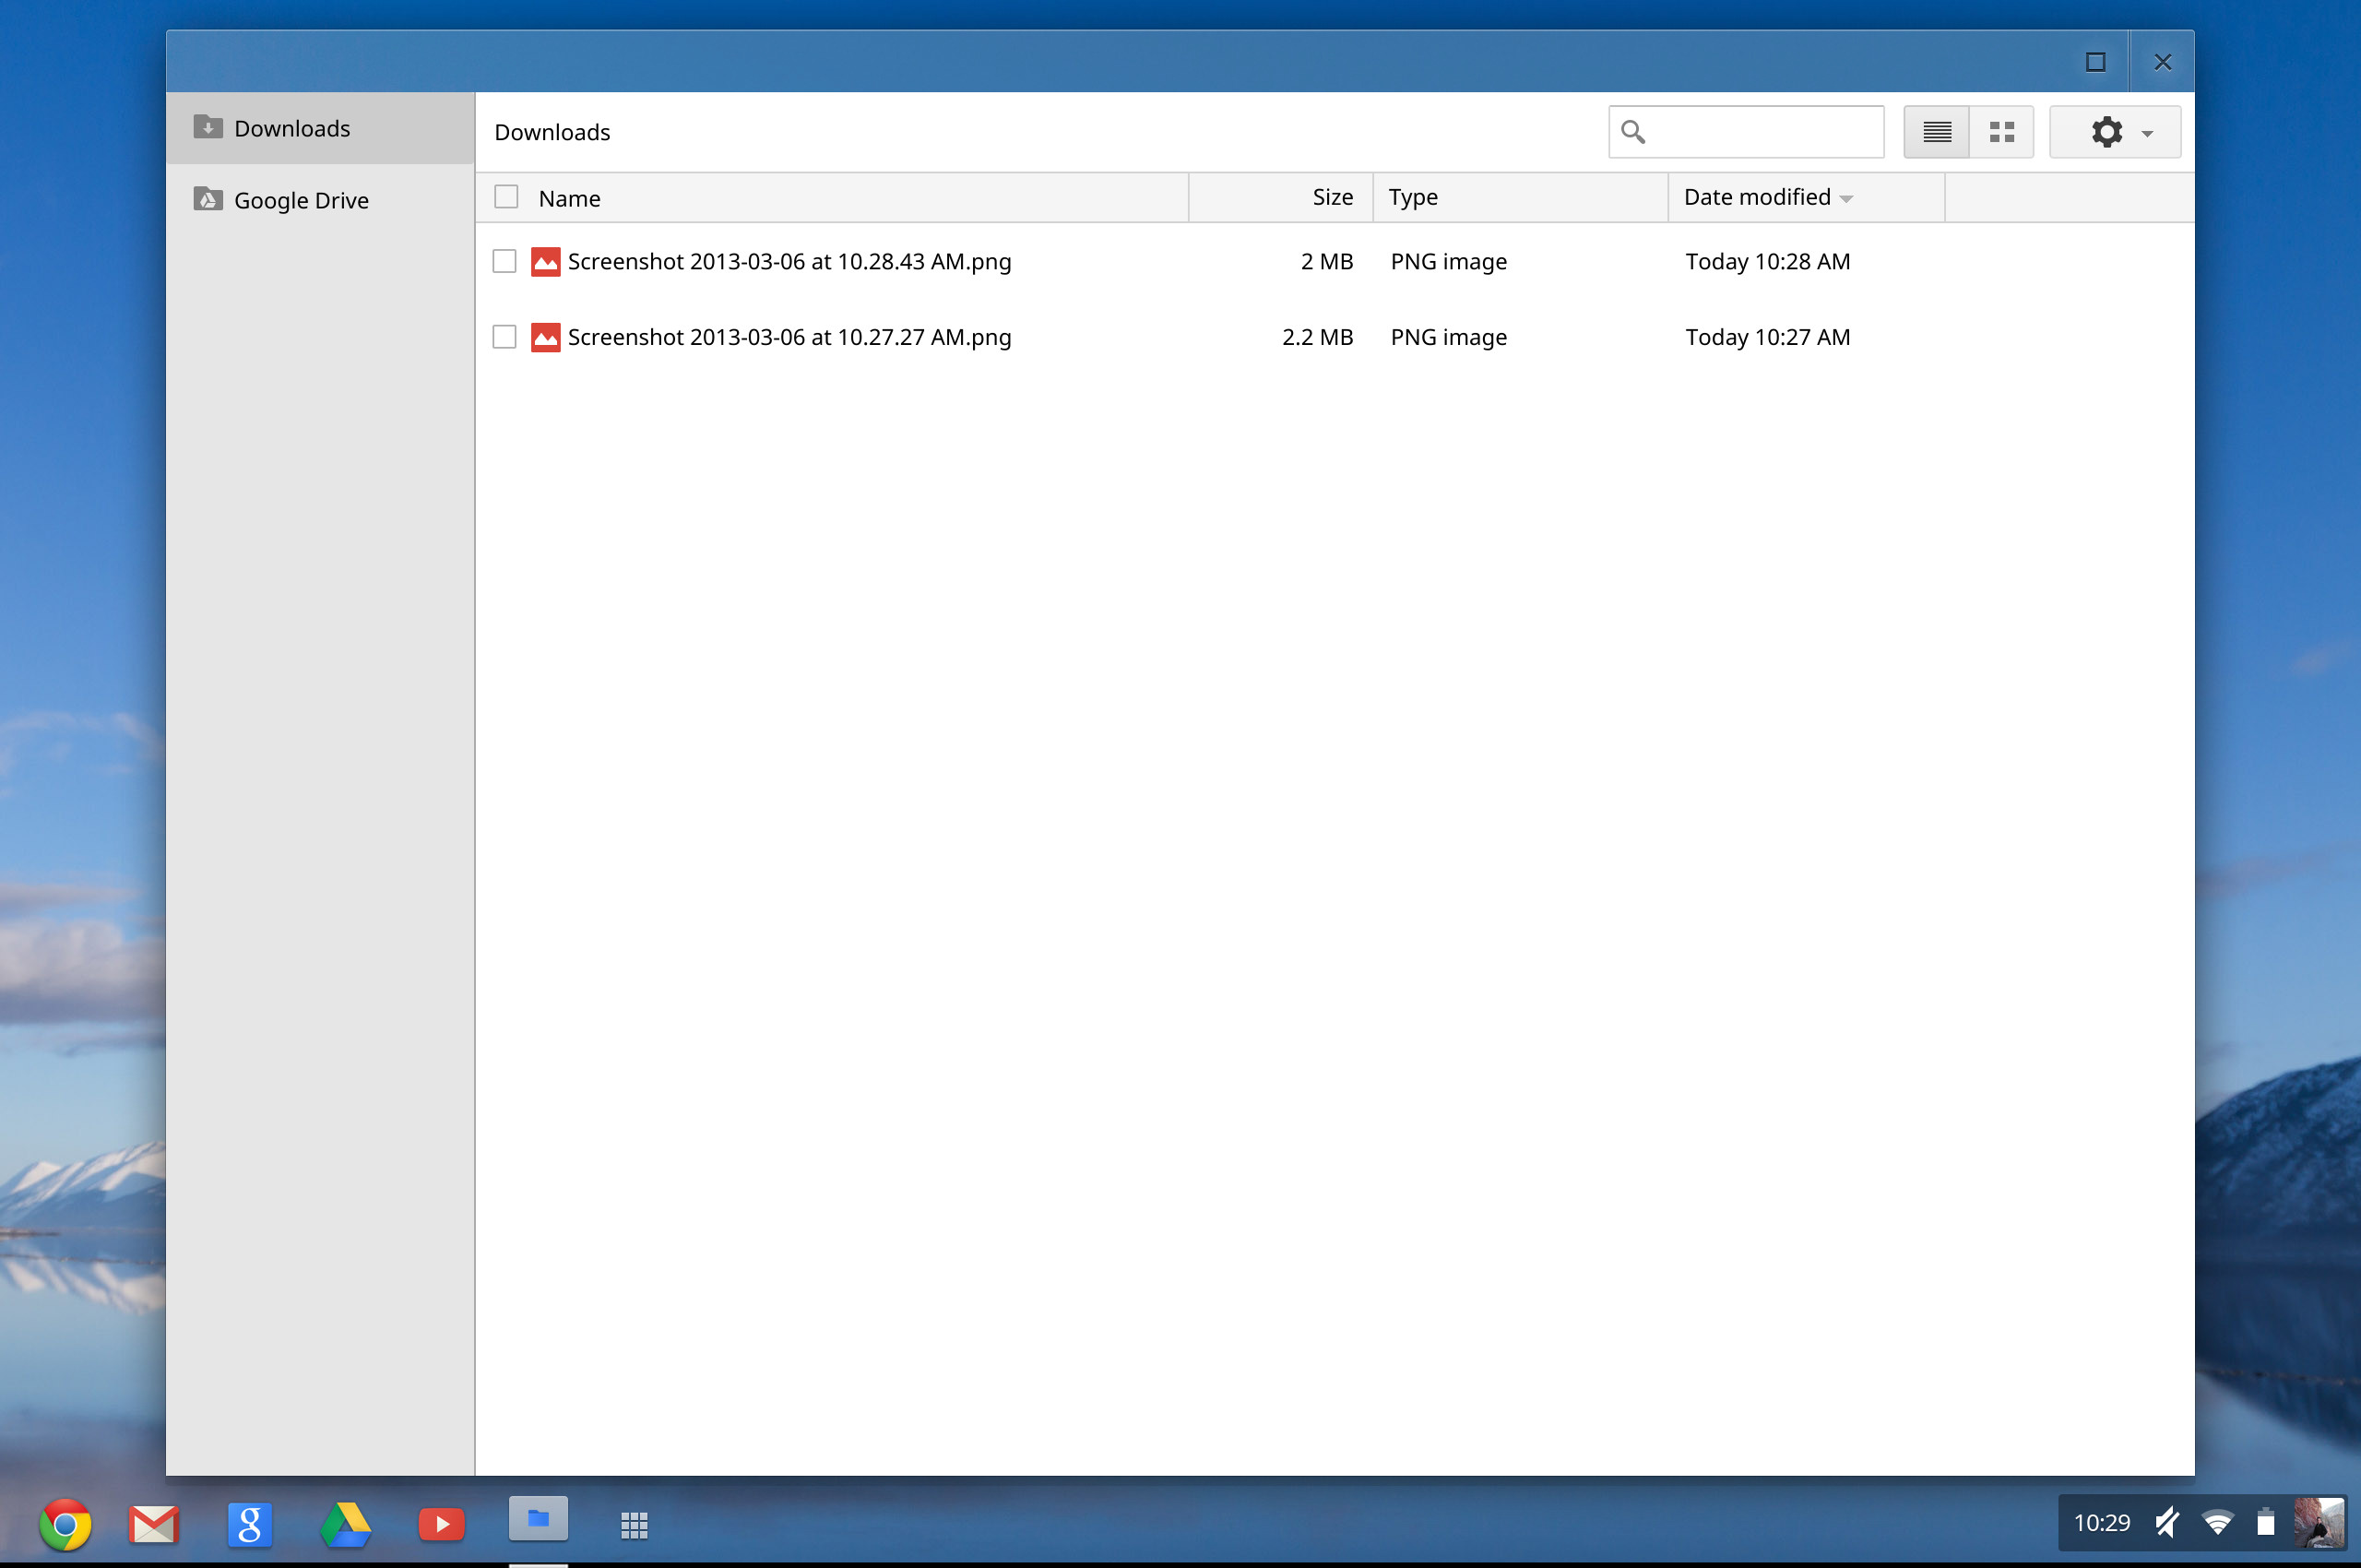 Downloads
Google Drive
Downloads
Name Size Type Date modified
Screenshot 2013-03-06 at 10.28.43 AM.png 2 MB PNG image Today 10:28 AM
Screenshot 2013-03-06 at 10.27.27 AM.png 2.2 MB PNG image Today 10:27 AM
g
10:29